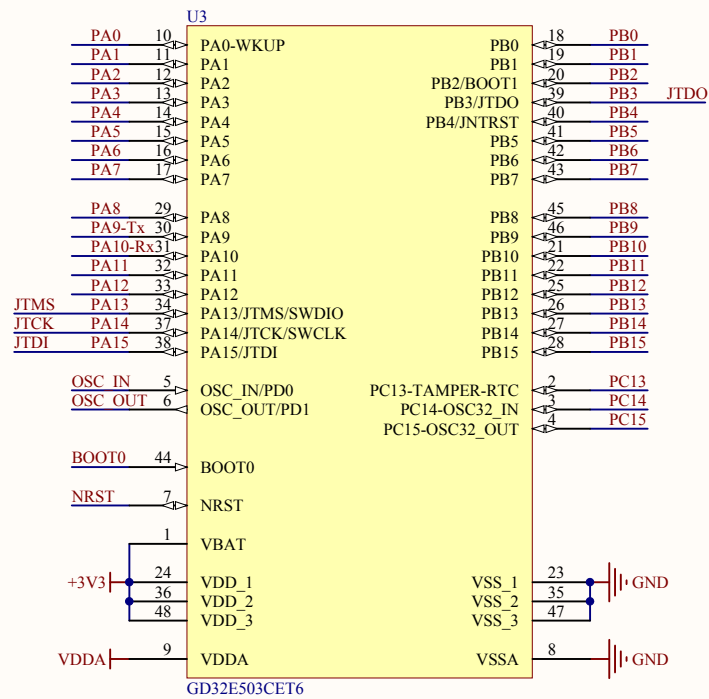 U3
PA0 10 PA0-WKUP PB0 18 PB0
PA1 11 PA1 PB1 19 PB1
PA2 12 PA2 PB2/BOOT1 20 PB2
PA3 13 PA3 PB3/JTDO 39 PB3 JTDO
PA4 14 PA4 PB4/JNTRST 40 PB4
PA5 15 PA5 PB5 41 PB5
PA6 16 PA6 PB6 42 PB6
PA7 17 PA7 PB7 43 PB7
PA8 29 PA8 PB8 45 PB8
PA9-Tx 30 PA9 PB9 46 PB9
PA10-Rx 31 PA10 PB10 21 PB10
PA11 32 PA11 PB11 22 PB11
PA12 33 PA12 PB12 25 PB12
JTMS PA13 34 PA13/JTMS/SWDIO PB13 26 PB13
JTCK PA14 37 PA14/JTCK/SWCLK PB14 27 PB14
JTDI PA15 38 PA15/JTDI PB15 28 PB15
OSC_IN 5 OSC_IN/PD0 PC13-TAMPER-RTC 2 PC13
OSC_OUT 6 OSC_OUT/PD1 PC14-OSC32_IN 3 PC14
PC15-OSC32_OUT 4 PC15
BOOT0 44 BOOT0
NRST 7 NRST
1 VBAT
+3V3 24 VDD_1 VSS_1 23 GND
36 VDD_2 VSS_2 35
48 VDD_3 VSS_3 47
VDDA 9 VDDA VSSA 8 GND
GD32E503CET6